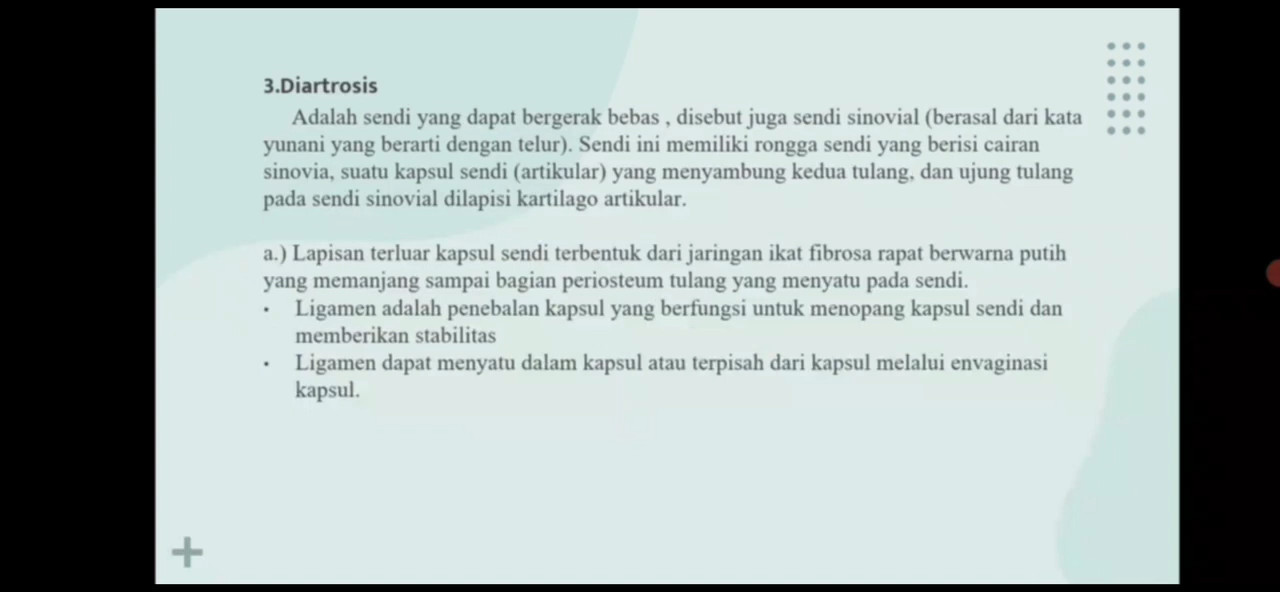 3.Diartrosis
Adalah sendi yang dapat bergerak bebas , disebut juga sendi sinovial (berasal dari kata
yunani yang berarti dengan telur). Sendi ini memiliki rongga sendi yang berisi cairan
sinovia, suatu kapsul sendi (artikular) yang menyambung kedua tulang, dan ujung tulang
pada sendi sinovial dilapisi kartilago artikular.
a.) Lapisan terluar kapsul sendi terbentuk dari jaringan ikat fibrosa rapat berwarna putih
yang memanjang sampai bagian periosteum tulang yang menyatu pada sendi.
· Ligamen adalah penebalan kapsul yang berfungsi untuk menopang kapsul sendi dan
memberikan stabilitas
· Ligamen dapat menyatu dalam kapsul atau terpisah dari kapsul melalui envaginasi
kapsul.